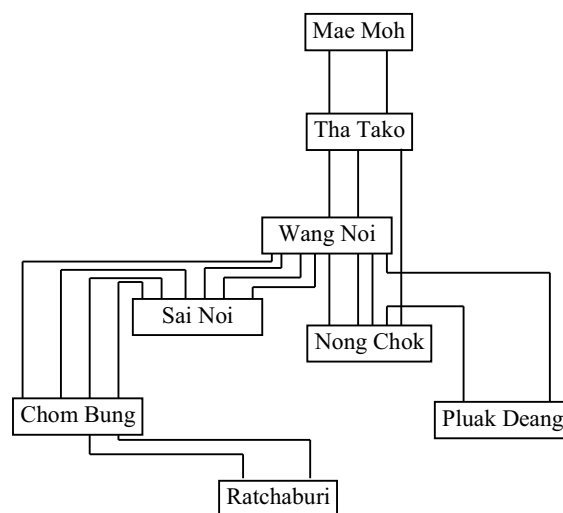 Mae Moh
Tha Tako
Wang Noi
Sai Noi
Nong Chok
Chom Bung
Pluak Deang
Ratchaburi